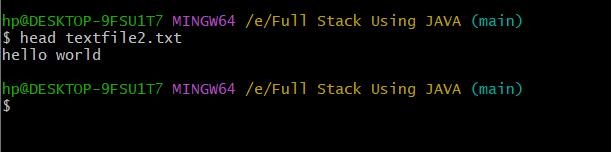 hp@DESKTOP-9FSU1T7 MINGW64 /e/Full Stack Using JAVA (main)
$ head textfile2.txt
hello world
hp@DESKTOP-9FSU1T7 MINGW64 /e/Full Stack Using JAVA (main)
$